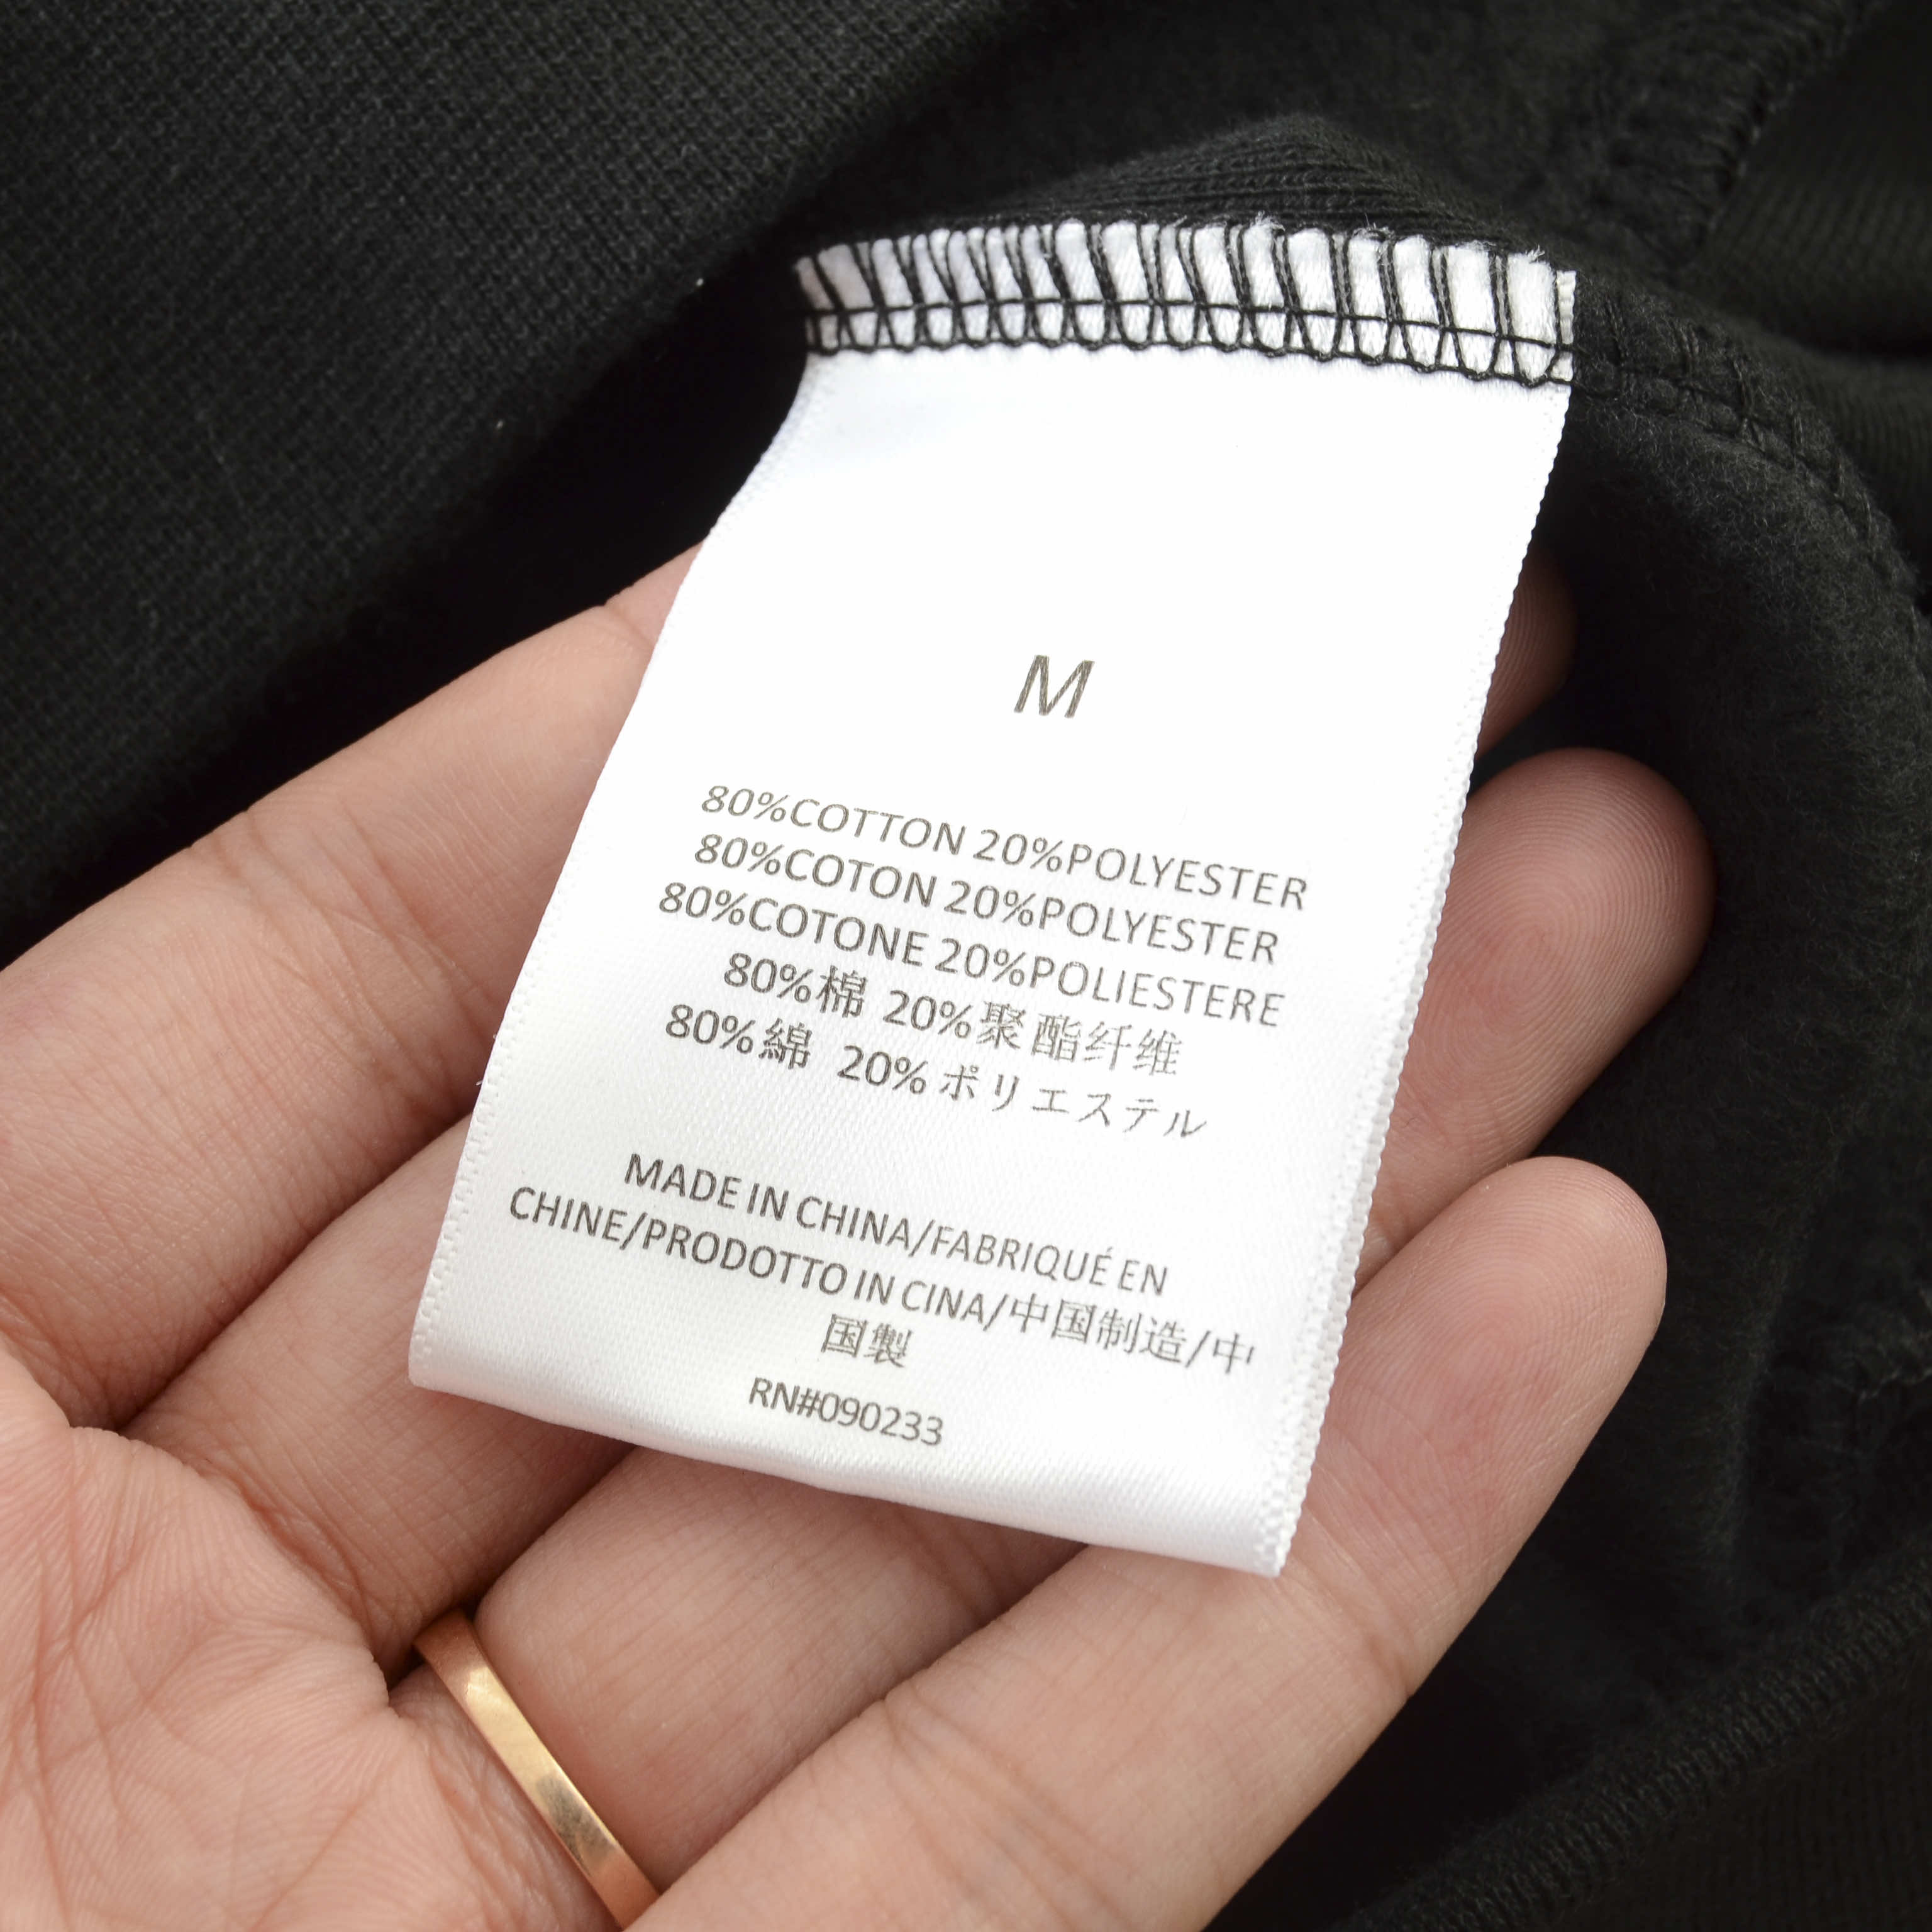 M
80%COTTON 20%POLYESTER
80%COTON 20%POLYESTER
80%COTONE 20%POLIESTERE
80%棉 20%聚酯纤维
80%綿 20%ポリエステル
MADE IN CHINA/FABRIQUÉ EN
CHINE/PRODOTTO IN CINA/中国制造/中
国製
RN#090233